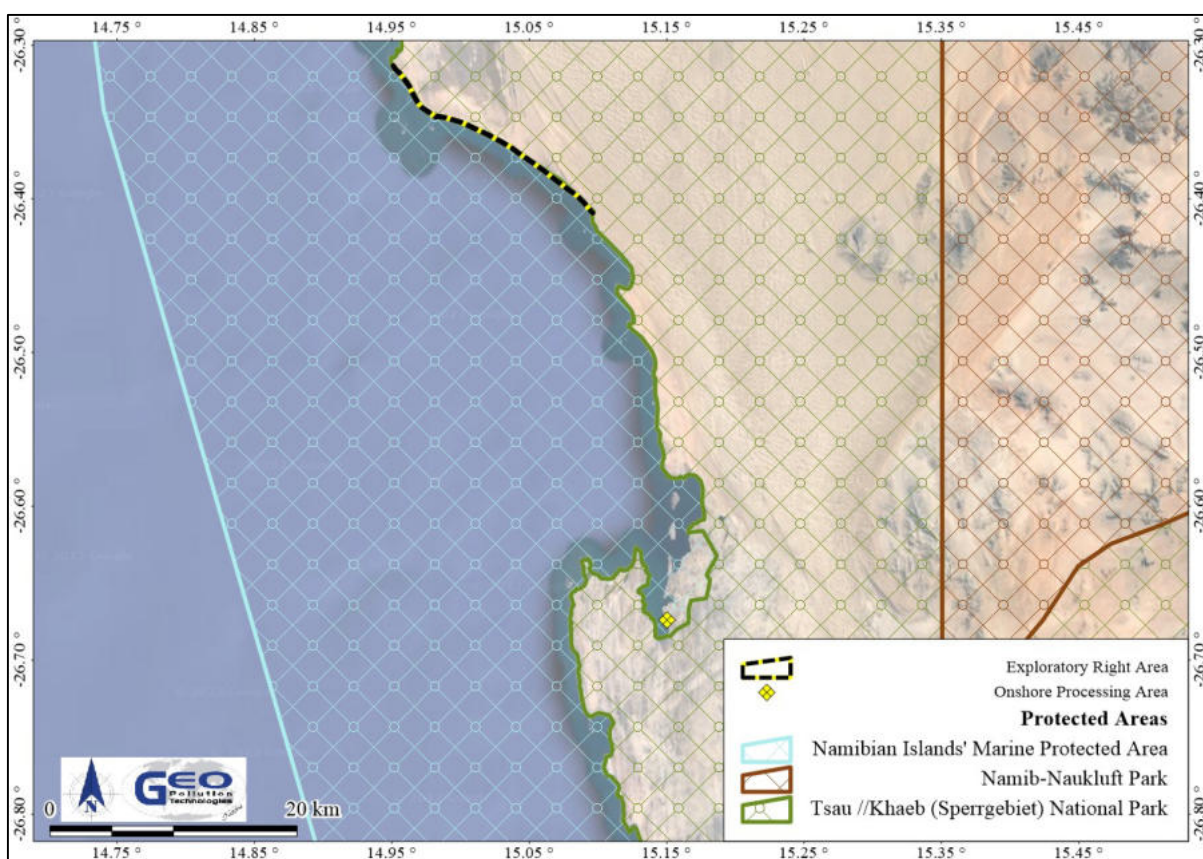 14.75 ° 14.85 ° 14.95 ° 15.05 ° 15.15 ° 15.25 ° 15.35 ° 15.45 °
-26.30 ° -26.30 °
-26.40 ° -26.40 °
-26.50 ° -26.50 °
-26.60 ° -26.60 °
-26.70 ° -26.70 °
-26.80 ° -26.80 °
Exploratory Right Area
Onshore Processing Area
Protected Areas
Namibian Islands' Marine Protected Area
Namib-Naukluft Park
Tsau //Khaeb (Sperrgebiet) National Park
N
GEO
Pollution
Technologies
0 20 km
14.75 ° 14.85 ° 14.95 ° 15.05 ° 15.15 ° 15.25 ° 15.35 ° 15.45 °